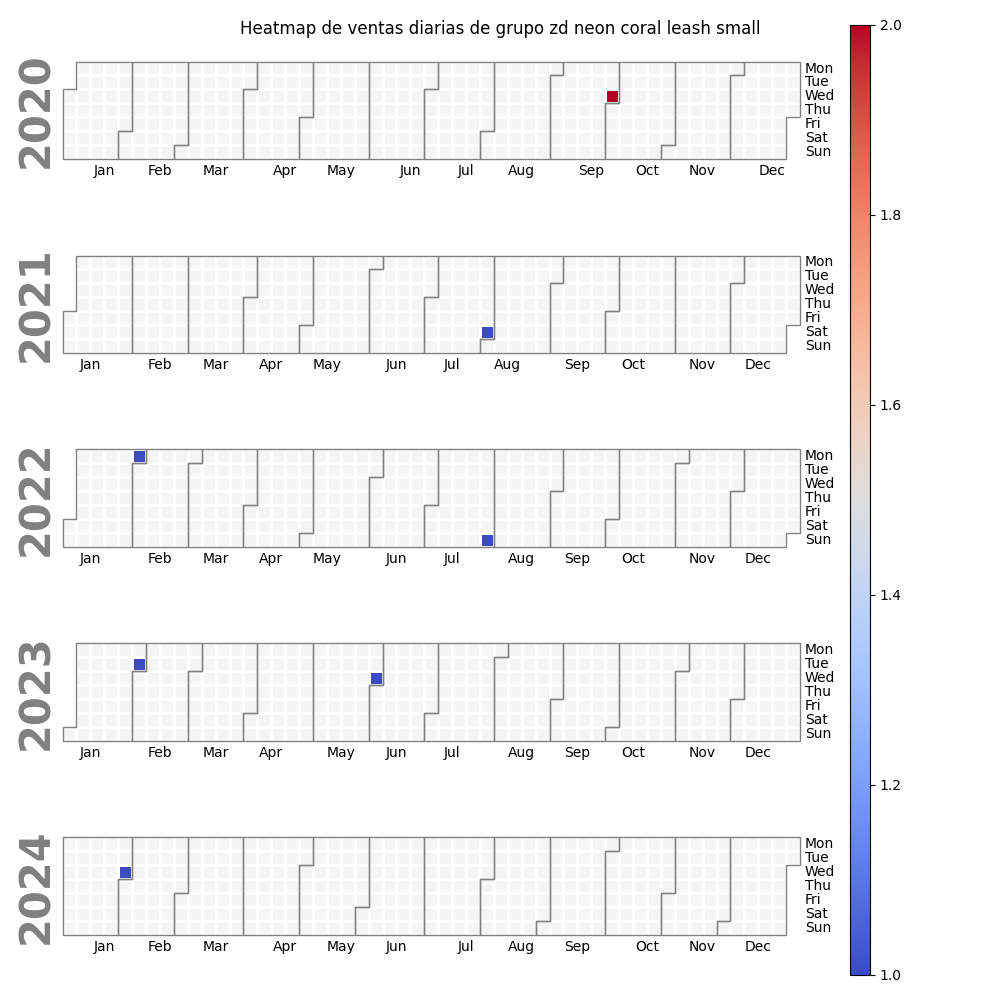 Heatmap de ventas diarias de grupo zd neon coral leash small
2020
Mon
Tue
Wed
Thu
Fri
Sat
Sun
Jan Feb Mar Apr May Jun Jul Aug Sep Oct Nov Dec
2021
Mon
Tue
Wed
Thu
Fri
Sat
Sun
Jan Feb Mar Apr May Jun Jul Aug Sep Oct Nov Dec
2022
Mon
Tue
Wed
Thu
Fri
Sat
Sun
Jan Feb Mar Apr May Jun Jul Aug Sep Oct Nov Dec
2023
Mon
Tue
Wed
Thu
Fri
Sat
Sun
Jan Feb Mar Apr May Jun Jul Aug Sep Oct Nov Dec
2024
Mon
Tue
Wed
Thu
Fri
Sat
Sun
Jan Feb Mar Apr May Jun Jul Aug Sep Oct Nov Dec
2.0
1.8
1.6
1.4
1.2
1.0